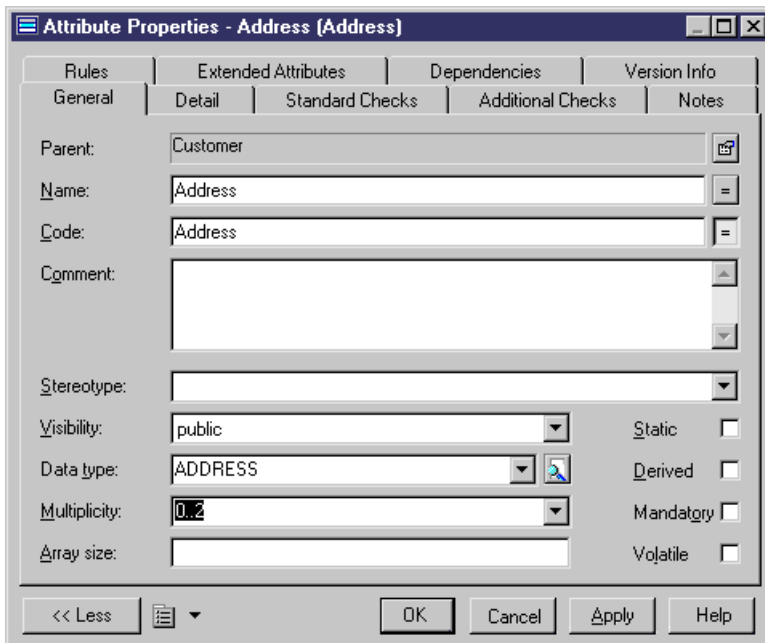 Attribute Properties - Address (Address)
Rules Extended Attributes Dependencies Version Info
General Detail Standard Checks Additional Checks Notes
Parent: Customer
Name: Address =
Code: Address =
Comment:
Stereotype:
Visibility: public Static
Data type: ADDRESS Derived
Multiplicity: 0..2 Mandatory
Array size: Volatile
<< Less OK Cancel Apply Help